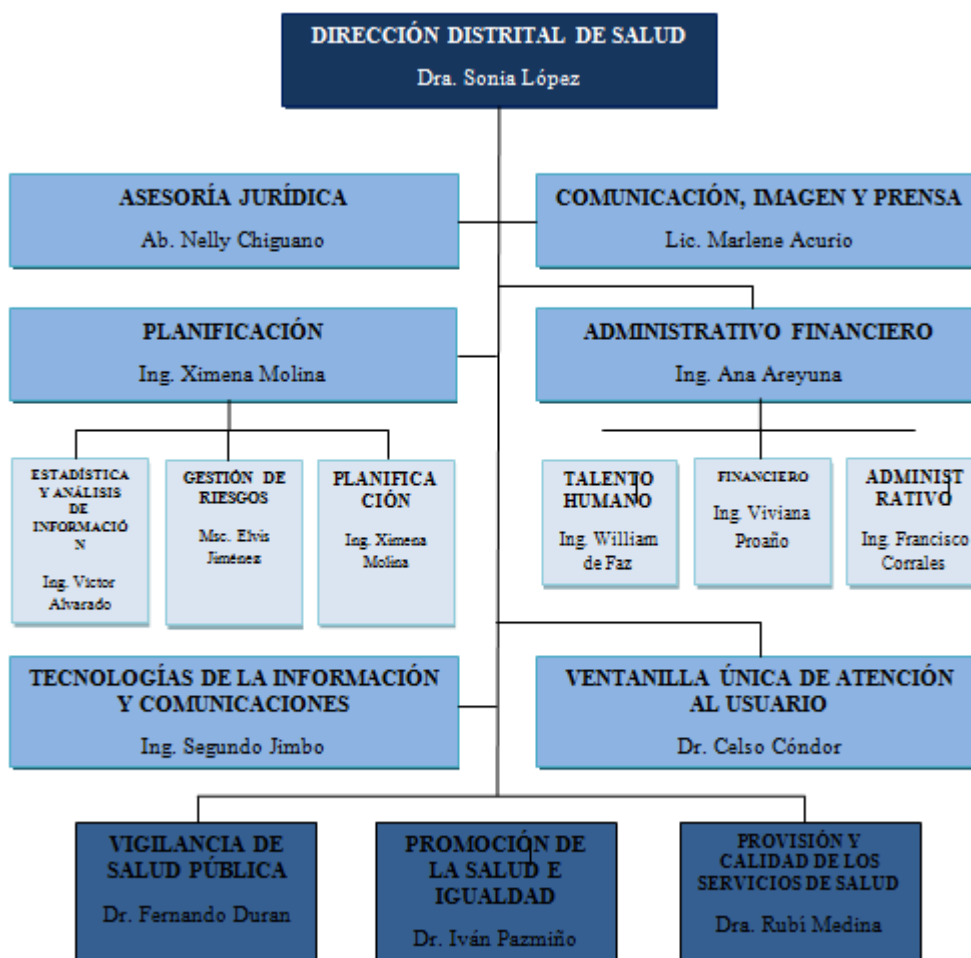 DIRECCIÓN DISTRITAL DE SALUD
Dra. Sonia López
ASESORÍA JURÍDICA
Ab. Nelly Chiguano
COMUNICACIÓN, IMAGEN Y PRENSA
Lic. Marlene Acurio
PLANIFICACIÓN
Ing. Ximena Molina
ADMINISTRATIVO FINANCIERO
Ing. Ana Areyuna
ESTADÍSTICA
Y ANÁLISIS
DE
INFORMACIÓ
N
Ing. Víctor
Alvarado
GESTIÓN DE
RIESGOS
Msc. Elvis
Jiménez
PLANIFICA
CIÓN
Ing. Ximena
Molina
TALENTO
HUMANO
Ing. William
de Faz
FINANCIERO
Ing. Viviana
Proaño
ADMINIST
RATIVO
Ing. Francisco
Corrales
TECNOLOGÍAS DE LA INFORMACIÓN
Y COMUNICACIONES
Ing. Segundo Jimbo
VENTANILLA ÚNICA DE ATENCIÓN
AL USUARIO
Dr. Celso Cóndor
VIGILANCIA DE
SALUD PÚBLICA
Dr. Fernando Duran
PROMOCIÓN DE
LA SALUD E
IGUALDAD
Dr. Iván Pazmiño
PROVISIÓN Y
CALIDAD DE LOS
SERVICIOS DE SALUD
Dra. Rubí Medina